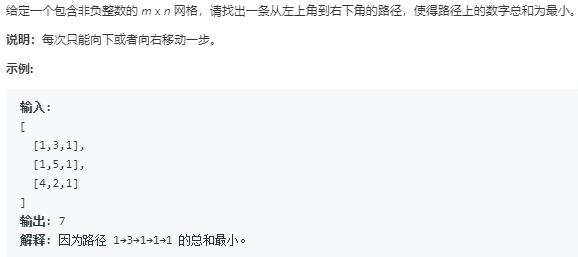 给定一个包含非负整数的 m x n 网格，请找出一条从左上角到右下角的路径，使得路径上的数字总和为最小。
说明：每次只能向下或者向右移动一步。
示例:
输入:
[
[1,3,1],
[1,5,1],
[4,2,1]
]
输出: 7
解释: 因为路径 1→3→1→1→1 的总和最小。